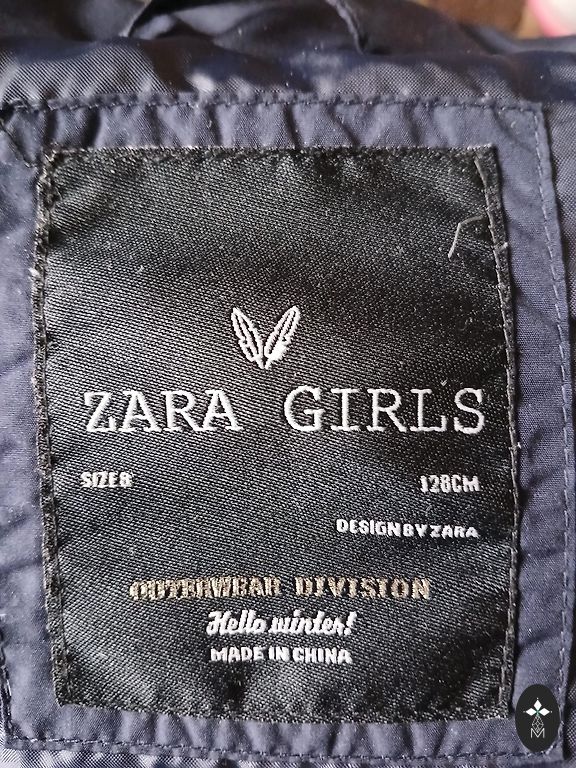 ZARA GIRLS
SIZE 8 128CM
DESIGN BY ZARA
OUTERWEAR DIVISION
Hello winter!
MADE IN CHINA
M